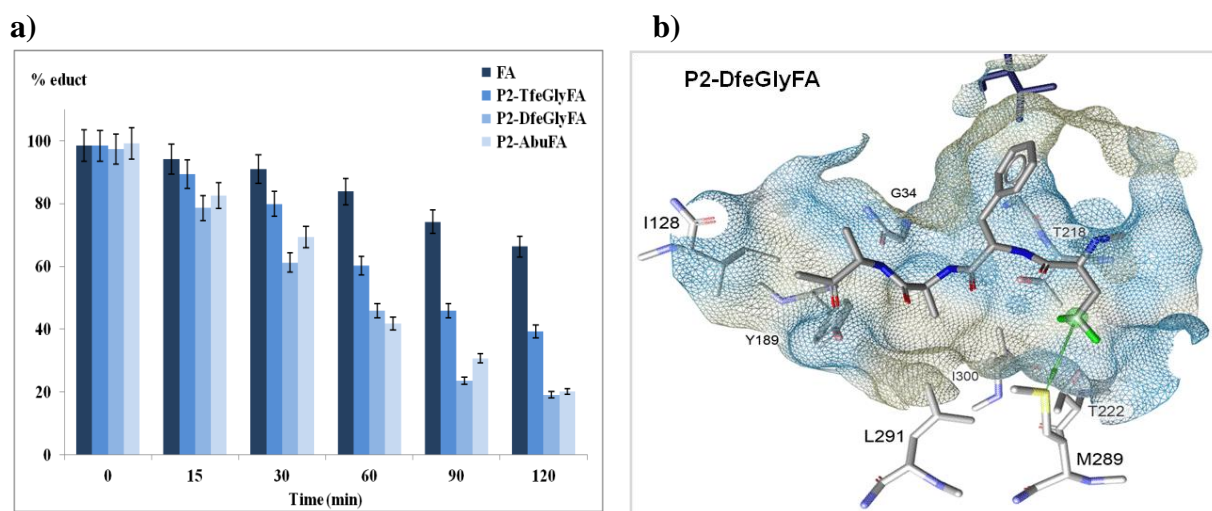 a)
% educt
FA
P2-TfeGlyFA
P2-DfeGlyFA
P2-AbuFA
100
80
60
40
20
0
0 15 30 60 90 120
Time (min)
b)
P2-DfeGlyFA
G34
T218
I128
Y189
I300
T222
L291
M289